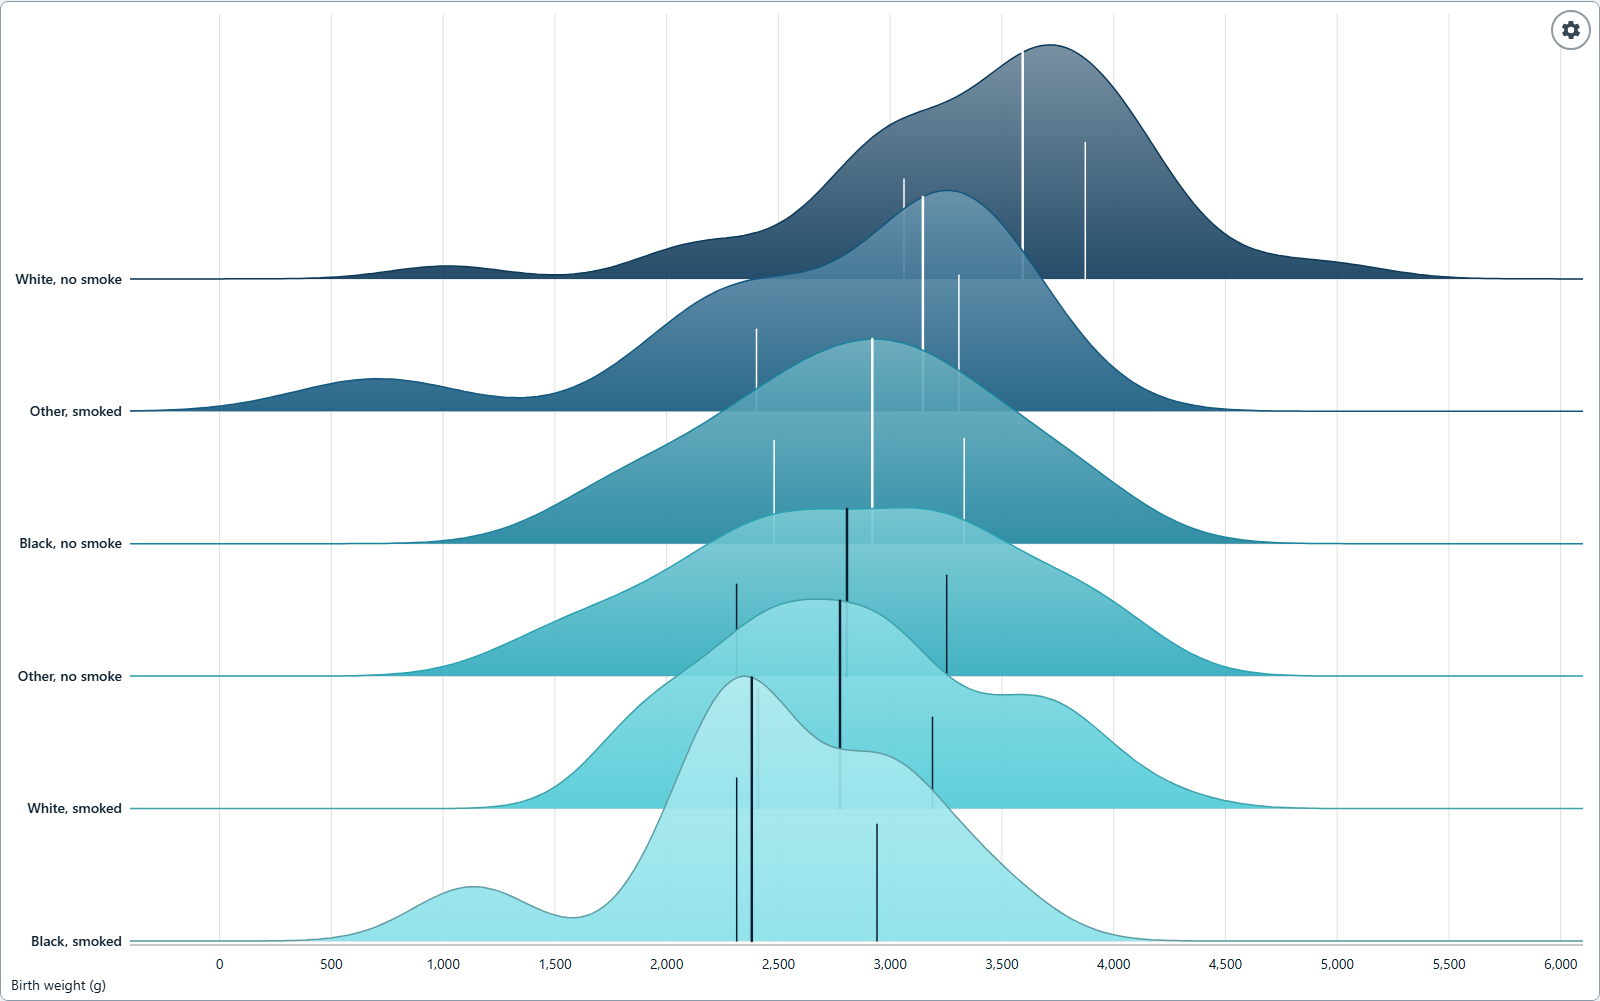 White, no smoke
Other, smoked
Black, no smoke
Other, no smoke
White, smoked
Black, smoked
0 500 1,000 1,500 2,000 2,500 3,000 3,500 4,000 4,500 5,000 5,500 6,000
Birth weight (g)